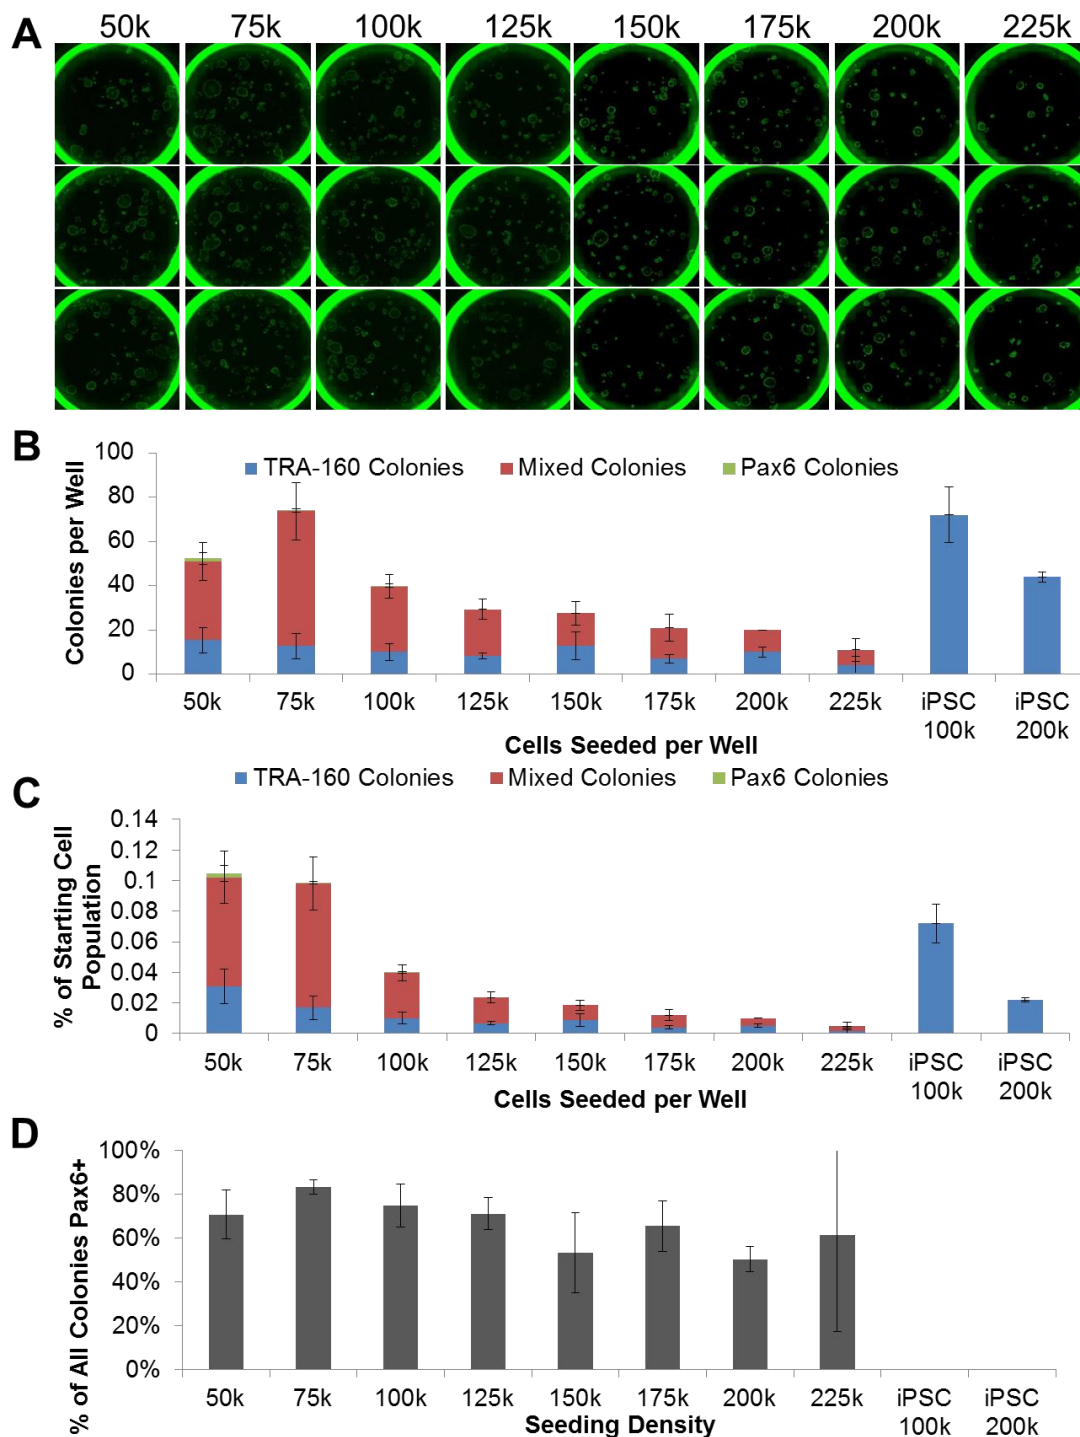 A
50k 75k 100k 125k 150k 175k 200k 225k
B
Colonies per Well
100
80
60
40
20
0
TRA-160 Colonies Mixed Colonies Pax6 Colonies
50k 75k 100k 125k 150k 175k 200k 225k iPSC 100k iPSC 200k
Cells Seeded per Well
C
TRA-160 Colonies Mixed Colonies Pax6 Colonies
% of Starting Cell
Population
0.14
0.12
0.1
0.08
0.06
0.04
0.02
0
50k 75k 100k 125k 150k 175k 200k 225k iPSC 100k iPSC 200k
Cells Seeded per Well
D
% of All Colonies Pax6+
100%
80%
60%
40%
20%
0%
50k 75k 100k 125k 150k 175k 200k 225k iPSC 100k iPSC 200k
Seeding Density